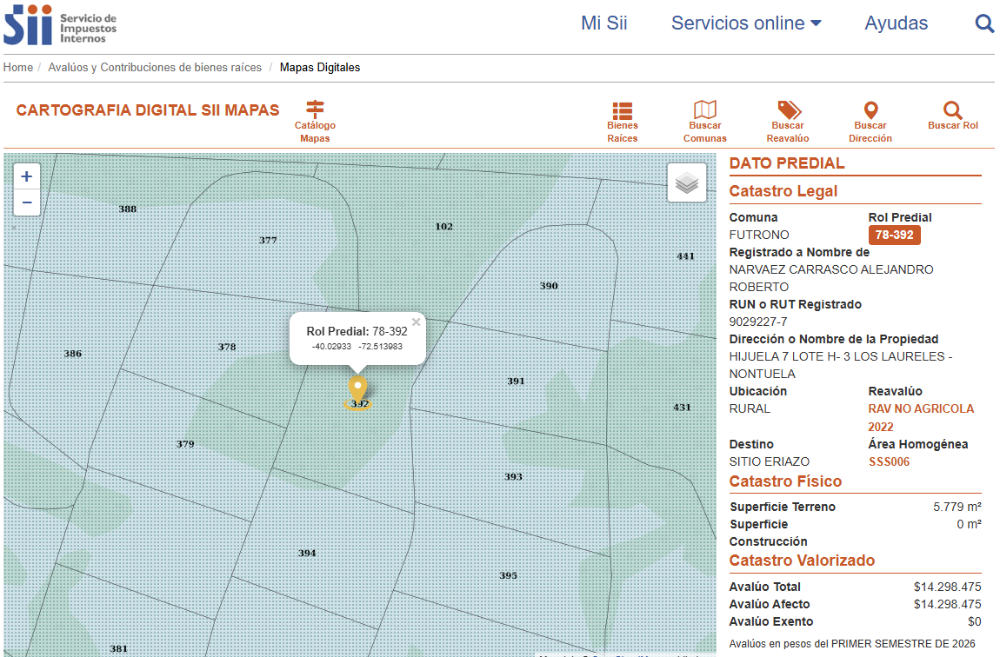 Sii Servicio de
Impuestos
Internos
Mi Sii Servicios online Ayudas
Home / Avalúos y Contribuciones de bienes raíces / Mapas Digitales
CARTOGRAFIA DIGITAL SII MAPAS
Catálogo
Mapas
Bienes
Raíces
Buscar
Comunas
Buscar
Reavalúo
Buscar
Dirección
Buscar Rol
+
−
388
377
102
441
390
386
378
391
431
379
393
394
395
381
Rol Predial: 78-392
×
-40.02933 -72.513983
392
DATO PREDIAL
Catastro Legal
Comuna Rol Predial
FUTRONO 78-392
Registrado a Nombre de
NARVAEZ CARRASCO ALEJANDRO
ROBERTO
RUN o RUT Registrado
9029227-7
Dirección o Nombre de la Propiedad
HIJUELA 7 LOTE H- 3 LOS LAURELES -
NONTUELA
Ubicación Reavalúo
RURAL RAV NO AGRICOLA
2022
Destino Área Homogénea
SITIO ERIAZO SSS006
Catastro Físico
Superficie Terreno 5.779 m²
Superficie 0 m²
Construcción
Catastro Valorizado
Avalúo Total $14.298.475
Avalúo Afecto $14.298.475
Avalúo Exento $0
Avalúos en pesos del PRIMER SEMESTRE DE 2026